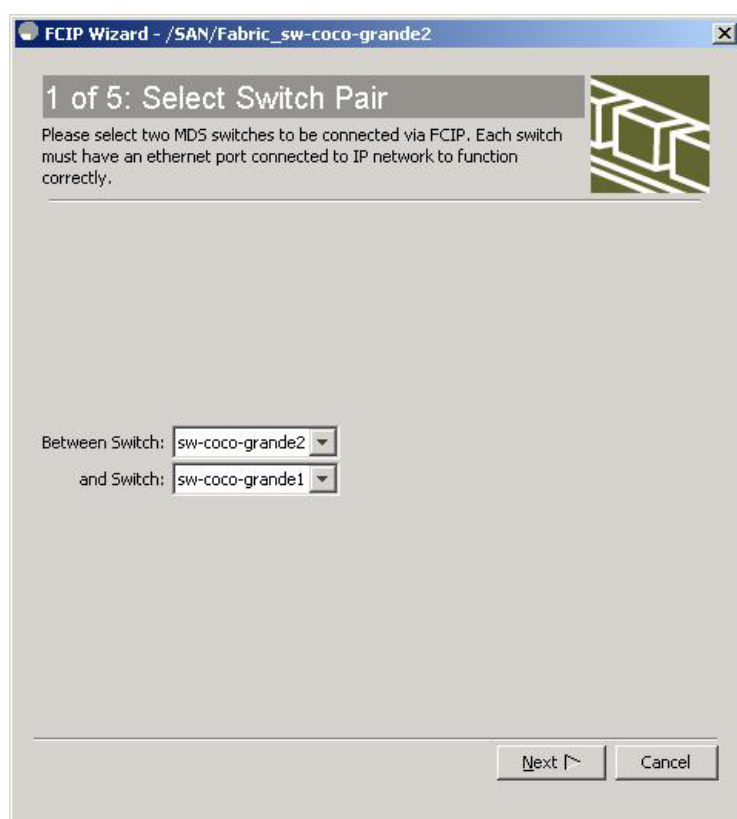 FCIP Wizard - /SAN/Fabric_sw-coco-grande2
1 of 5: Select Switch Pair
Please select two MDS switches to be connected via FCIP. Each switch
must have an ethernet port connected to IP network to function
correctly.
Between Switch: sw-coco-grande2
and Switch: sw-coco-grande1
Next Cancel